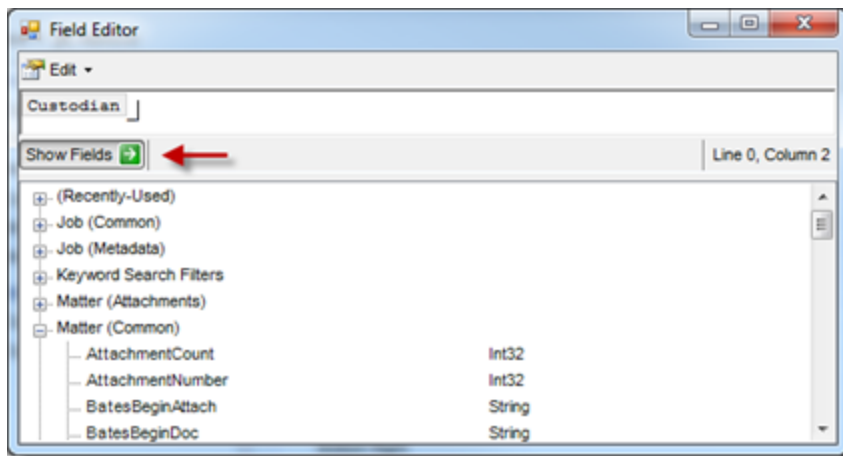 Field Editor
Edit
Custodian
Show Fields
Line 0, Column 2
(Recently-Used)
Job (Common)
Job (Metadata)
Keyword Search Filters
Matter (Attachments)
Matter (Common)
AttachmentCount Int32
AttachmentNumber Int32
BatesBeginAttach String
BatesBeginDoc String